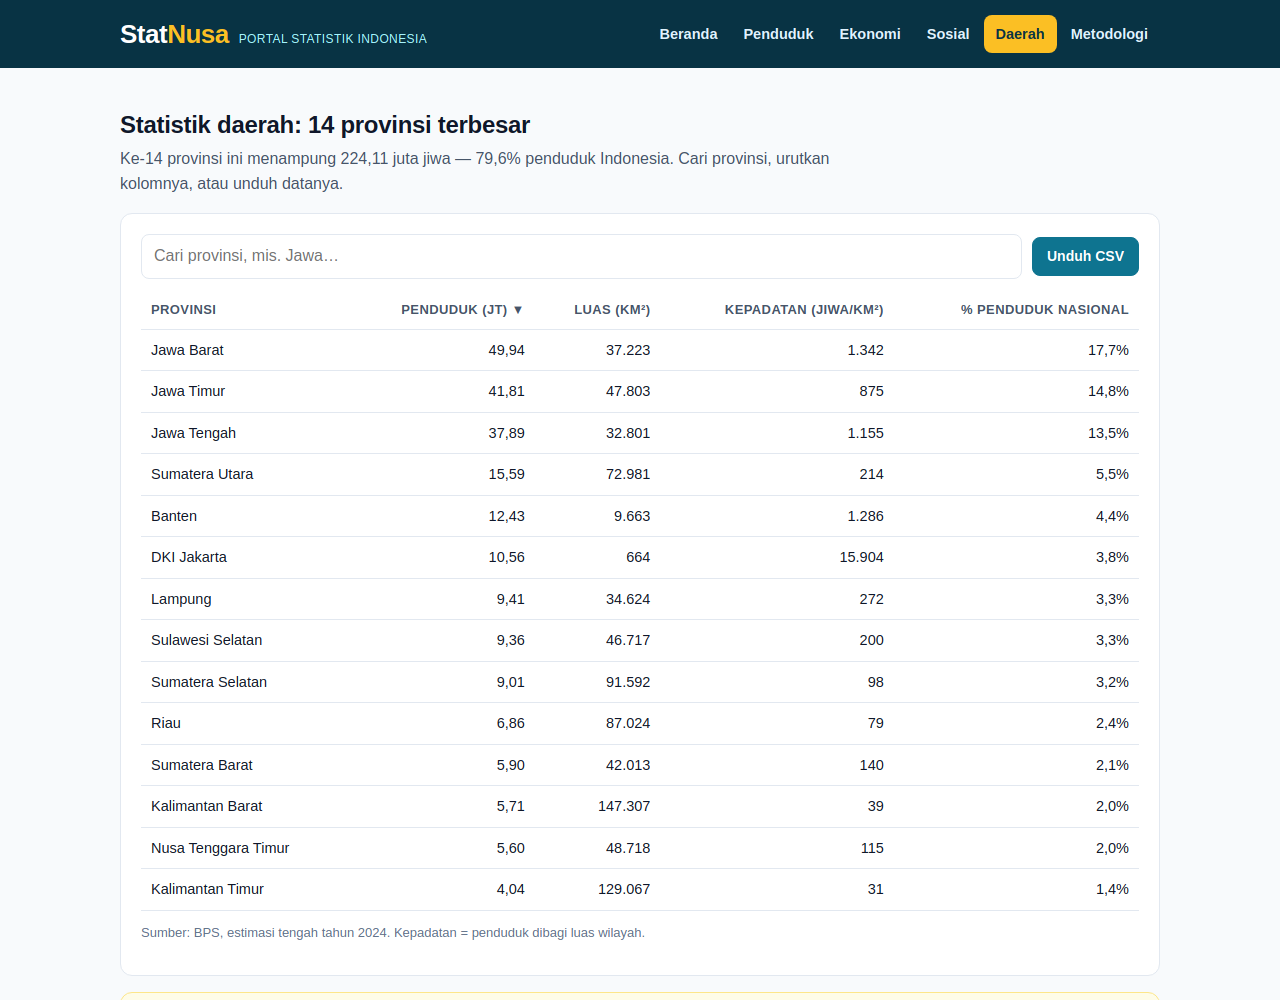 StatNusa PORTAL STATISTIK INDONESIA
Beranda Penduduk Ekonomi Sosial Daerah Metodologi
Statistik daerah: 14 provinsi terbesar
Ke-14 provinsi ini menampung 224,11 juta jiwa — 79,6% penduduk Indonesia. Cari provinsi, urutkan
kolomnya, atau unduh datanya.
Cari provinsi, mis. Jawa…
Unduh CSV
PROVINSI PENDUDUK (JT) ▼ LUAS (KM²) KEPADATAN (JIWA/KM²) % PENDUDUK NASIONAL
Jawa Barat 49,94 37.223 1.342 17,7%
Jawa Timur 41,81 47.803 875 14,8%
Jawa Tengah 37,89 32.801 1.155 13,5%
Sumatera Utara 15,59 72.981 214 5,5%
Banten 12,43 9.663 1.286 4,4%
DKI Jakarta 10,56 664 15.904 3,8%
Lampung 9,41 34.624 272 3,3%
Sulawesi Selatan 9,36 46.717 200 3,3%
Sumatera Selatan 9,01 91.592 98 3,2%
Riau 6,86 87.024 79 2,4%
Sumatera Barat 5,90 42.013 140 2,1%
Kalimantan Barat 5,71 147.307 39 2,0%
Nusa Tenggara Timur 5,60 48.718 115 2,0%
Kalimantan Timur 4,04 129.067 31 1,4%
Sumber: BPS, estimasi tengah tahun 2024. Kepadatan = penduduk dibagi luas wilayah.